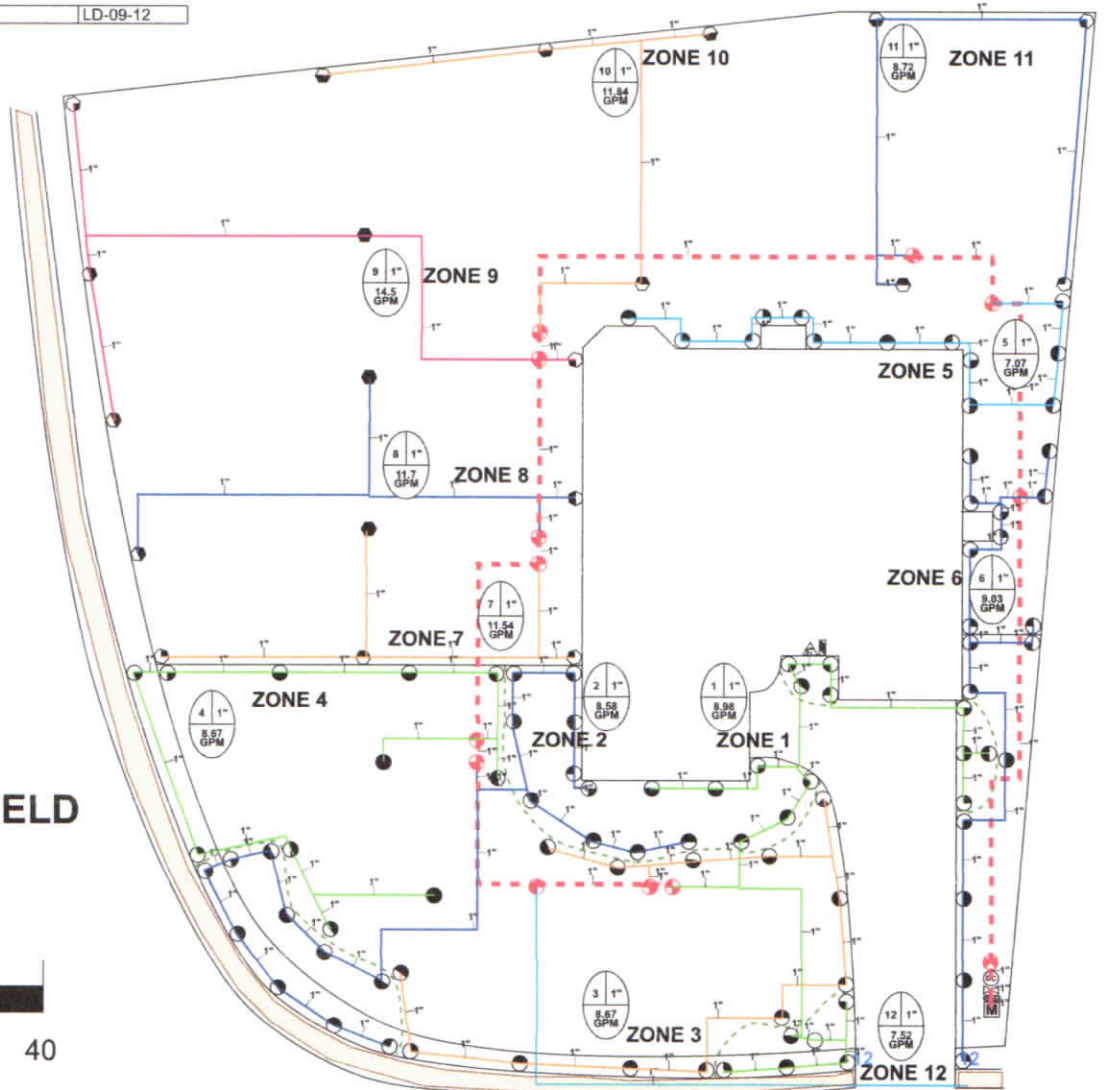 LD-09-12
ZONE 10
10 1"
11.84
GPM
ZONE 11
11 1"
8.72
GPM
ZONE 9
9 1"
14.5
GPM
ZONE 5
5 1"
7.07
GPM
ZONE 8
8 1"
11.7
GPM
ZONE 6
6 1"
9.03
GPM
ZONE 7
7 1"
11.54
GPM
ZONE 4
4 1"
8.67
GPM
ZONE 2
2 1"
8.58
GPM
ZONE 1
1 1"
8.98
GPM
ELD
40
ZONE 3
3 1"
8.67
GPM
12 1"
7.52
GPM
12
12
ZONE 12
M